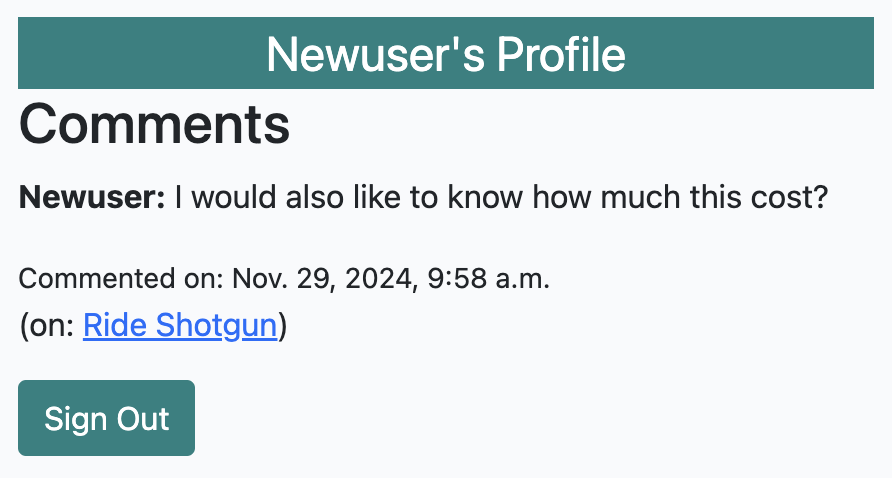 Newuser's Profile
Comments
Newuser: I would also like to know how much this cost?
Commented on: Nov. 29, 2024, 9:58 a.m.
(on: Ride Shotgun)
Sign Out